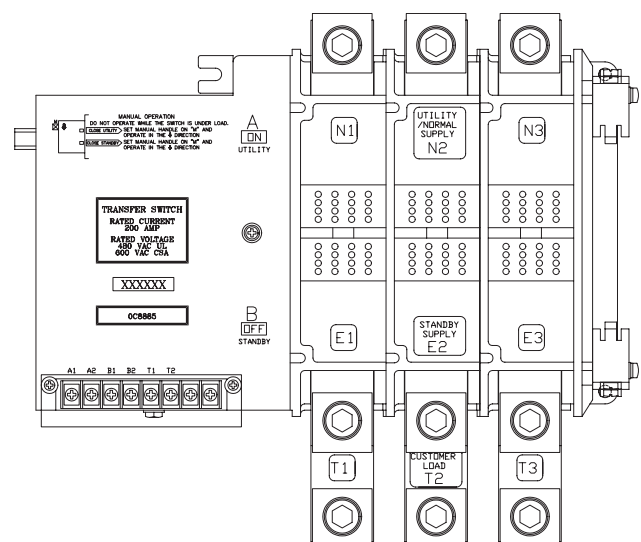 MANUAL OPERATION
DO NOT OPERATE WHILE THE SWITCH IS UNDER LOAD.
CLOSE UTILITY SET MANUAL HANDLE ON "M" AND
OPERATE IN THE DIRECTION
CLOSE STANDBY SET MANUAL HANDLE ON "M" AND
OPERATE IN THE DIRECTION
A
ON
UTILITY
N1
UTILITY
/NORMAL
SUPPLY
N2
N3
TRANSFER SWITCH
RATED CURRENT
200 AMP
RATED VOLTAGE
480 VAC UL
600 VAC CSA
XXXXXX
0C8865
B
OFF
STANDBY
E1
STANDBY
SUPPLY
E2
E3
A1 A2 B1 B2 T1 T2
T1
CUSTOMER
LOAD
T2
T3